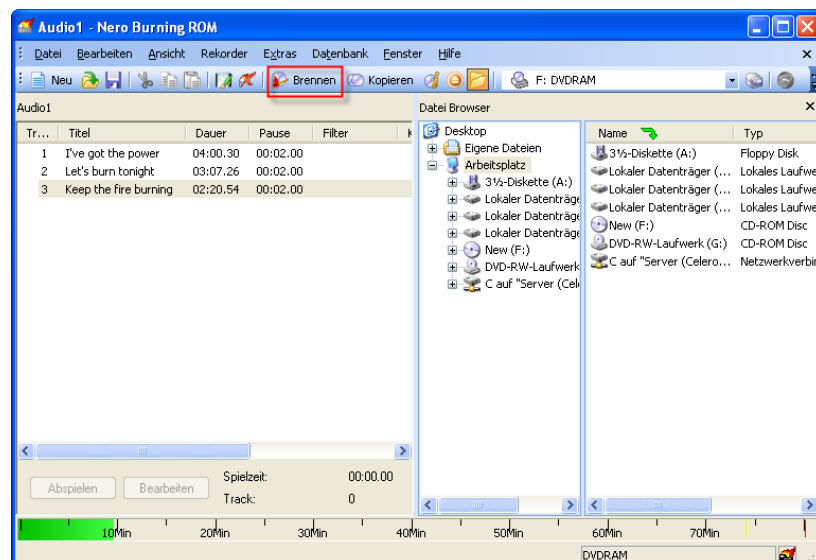 Audio1 - Nero Burning ROM
Datei Bearbeiten Ansicht Rekorder Extras Datenbank Fenster Hilfe
Neu Brennen Kopieren F: DVDRAM
Audio1
Tr... Titel Dauer Pause Filter
1 I've got the power 04:00.30 00:02.00
2 Let's burn tonight 03:07.26 00:02.00
3 Keep the fire burning 02:20.54 00:02.00
Abspielen Bearbeiten
Spielzeit: 00:00.00
Track: 0
Datei Browser
Desktop
Eigene Dateien
Arbeitsplatz
3½-Diskette (A:)
Lokaler Datenträge
Lokaler Datenträge
Lokaler Datenträge
New (F:)
DVD-RW-Laufwerk
C auf "Server (Cel
Name Typ
3½-Diskette (A:) Floppy Disk
Lokaler Datenträger (... Lokales Laufwe
Lokaler Datenträger (... Lokales Laufwe
Lokaler Datenträger (... Lokales Laufwe
New (F:) CD-ROM Disc
DVD-RW-Laufwerk (G:) CD-ROM Disc
C auf "Server (Celero... Netzwerkverbin
10Min 20Min 30Min 40Min 50Min 60Min 70Min
DVDRAM